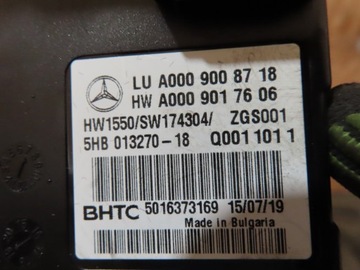 LU A000 900 87 18
HW A000 901 76 06
HW1550/SW174304/ ZGS001
5HB 013270-18 Q001 101 1
BHTC 5016373169 15/07/19
Made in Bulgaria